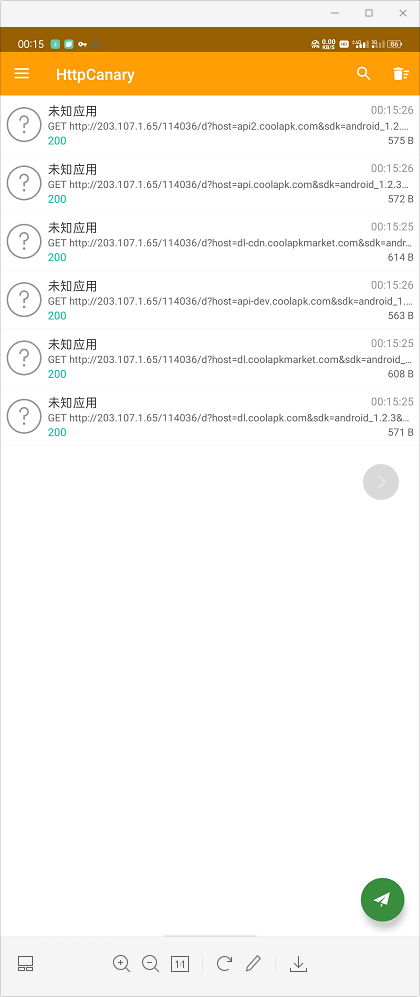 00:15
0.00
KB/S
HD
4G
3G
86
HttpCanary
未知应用
00:15:26
GET http://203.107.1.65/114036/d?host=api2.coolapk.com&sdk=android_1.2....
200
575 B
未知应用
00:15:26
GET http://203.107.1.65/114036/d?host=api.coolapk.com&sdk=android_1.2.3...
200
572 B
未知应用
00:15:25
GET http://203.107.1.65/114036/d?host=dl-cdn.coolapkmarket.com&sdk=andr...
200
614 B
未知应用
00:15:26
GET http://203.107.1.65/114036/d?host=api-dev.coolapk.com&sdk=android_1....
200
563 B
未知应用
00:15:25
GET http://203.107.1.65/114036/d?host=dl.coolapkmarket.com&sdk=android_...
200
608 B
未知应用
00:15:25
GET http://203.107.1.65/114036/d?host=dl.coolapk.com&sdk=android_1.2.3&...
200
571 B
1:1